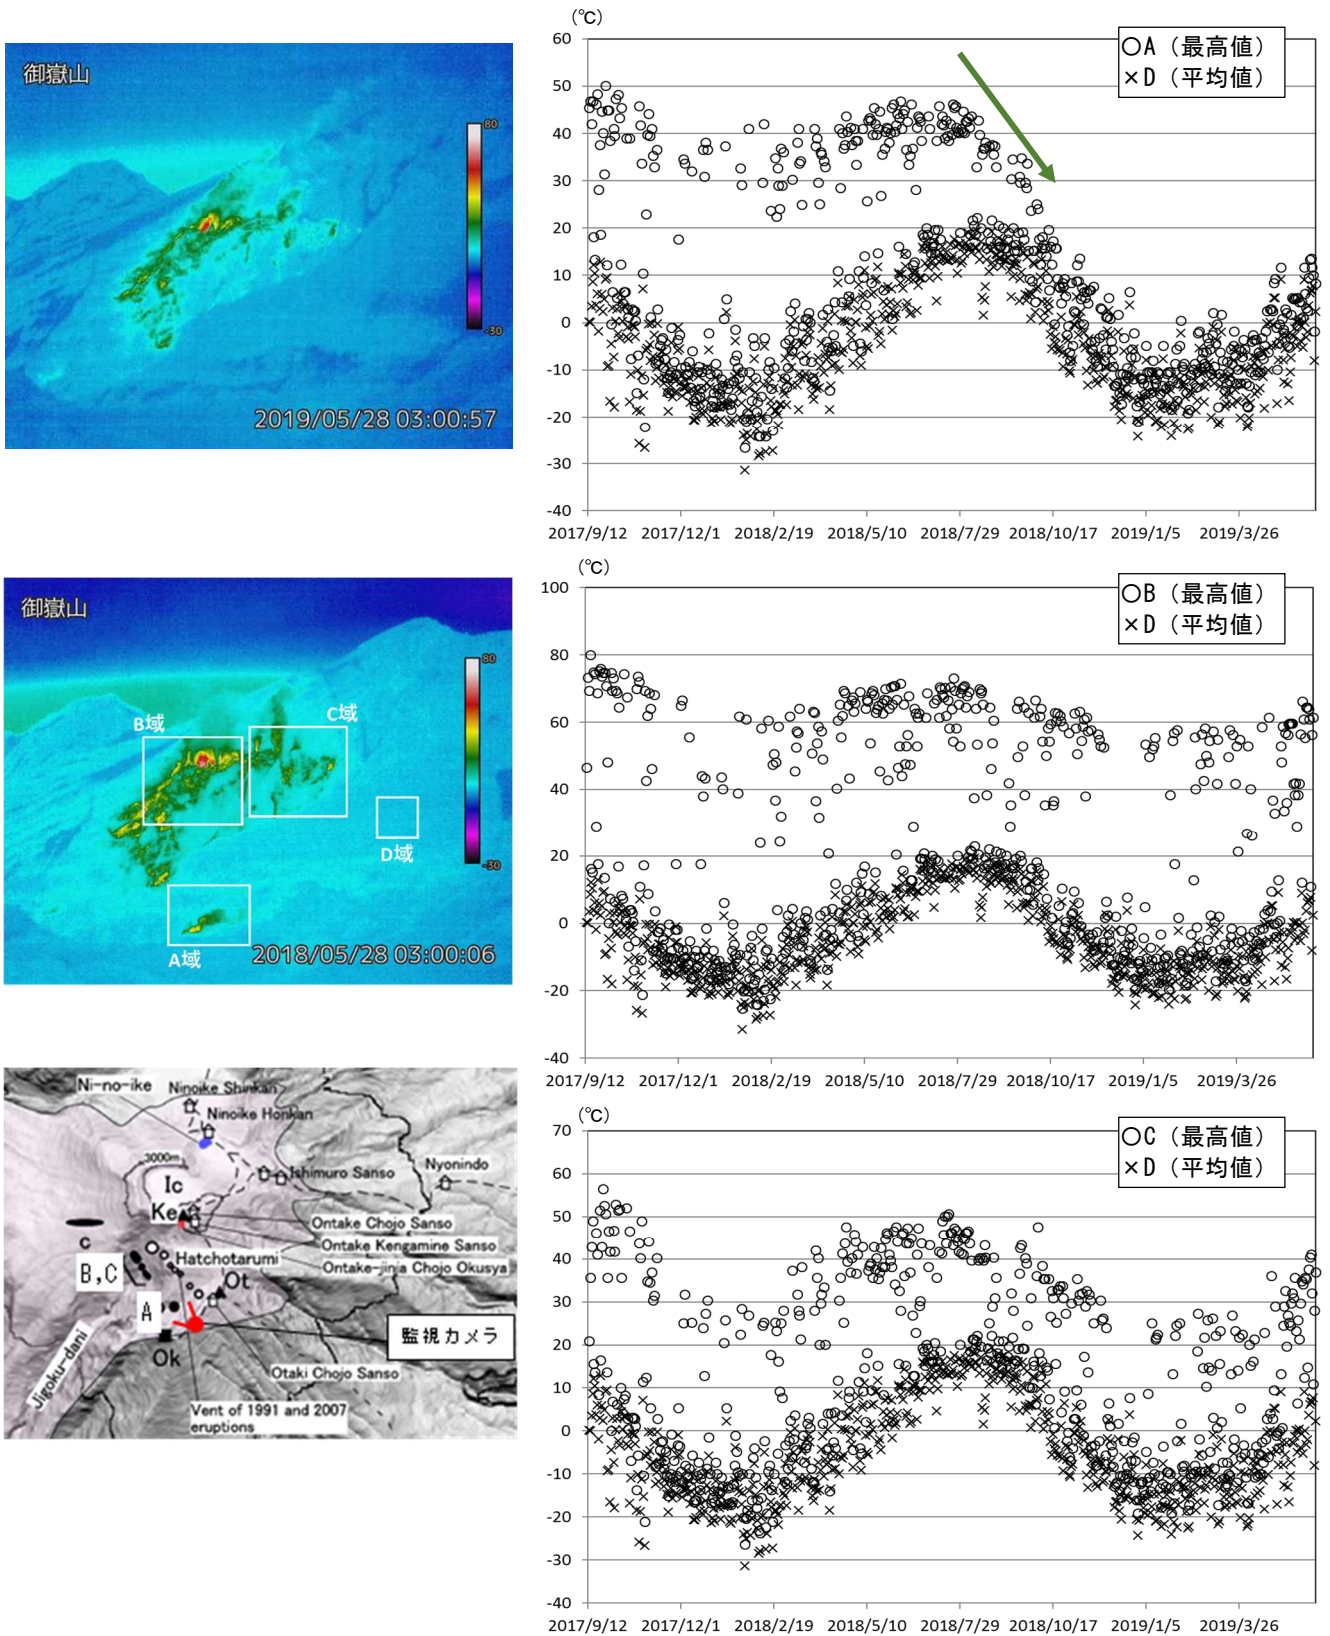 御嶽山
80
-30
2019/05/28 03:00:57
(℃)
○A（最高値）
×D（平均値）
60
50
40
30
20
10
0
-10
-20
-30
-40
2017/9/12 2017/12/1 2018/2/19 2018/5/10 2018/7/29 2018/10/17 2019/1/5 2019/3/26
御嶽山
80
-30
B域
C域
D域
A域
2018/05/28 03:00:06
(℃)
○B（最高値）
×D（平均値）
100
80
60
40
20
0
-20
-40
2017/9/12 2017/12/1 2018/2/19 2018/5/10 2018/7/29 2018/10/17 2019/1/5 2019/3/26
Ni-no-ike
Ninoike Shinkan
Ninoike Honkan
3000m
Ishimuro Sanso
Nyonindo
Ic
Ke
Ontake Chojo Sanso
Ontake Kengamine Sanso
Ontake-jinja Chojo Okusya
c
Hatchotarumi
B,C
Ot
A
監視カメラ
Ok
Otaki Chojo Sanso
Jigoku-dani
Vent of 1991 and 2007
eruptions
(℃)
○C（最高値）
×D（平均値）
70
60
50
40
30
20
10
0
-10
-20
-30
-40
2017/9/12 2017/12/1 2018/2/19 2018/5/10 2018/7/29 2018/10/17 2019/1/5 2019/3/26